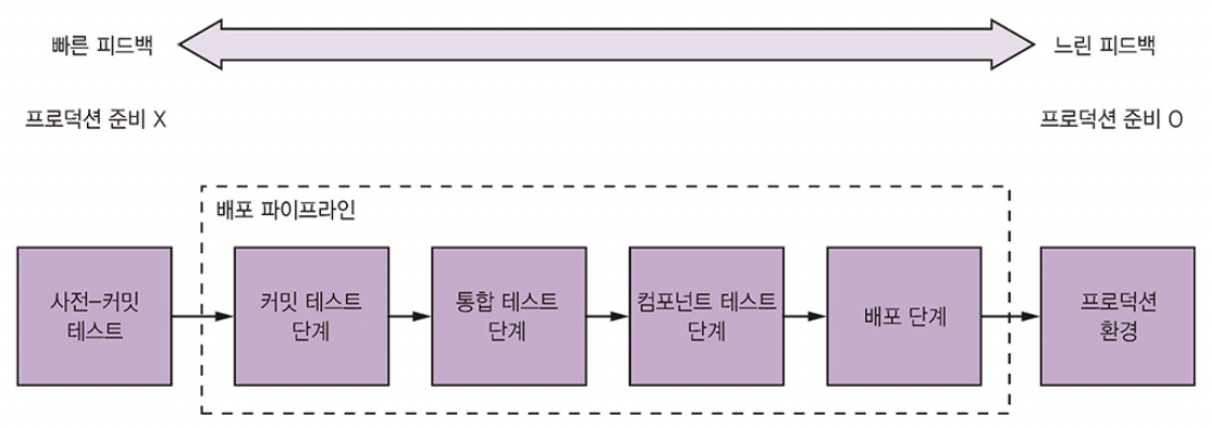 빠른 피드백
느린 피드백
프로덕션 준비 X
프로덕션 준비 O
배포 파이프라인
사전-커밋
테스트
커밋 테스트
단계
통합 테스트
단계
컴포넌트 테스트
단계
배포 단계
프로덕션
환경